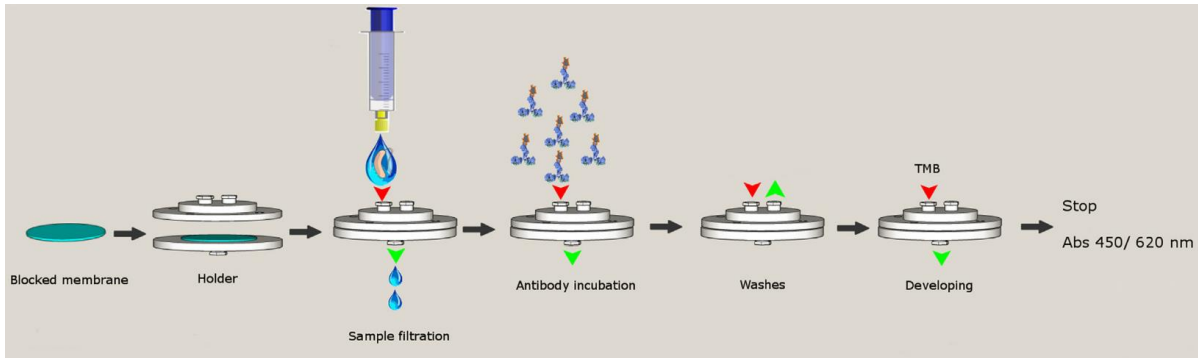 TMB
Stop
Abs 450/ 620 nm
Blocked membrane
Holder
Sample filtration
Antibody incubation
Washes
Developing